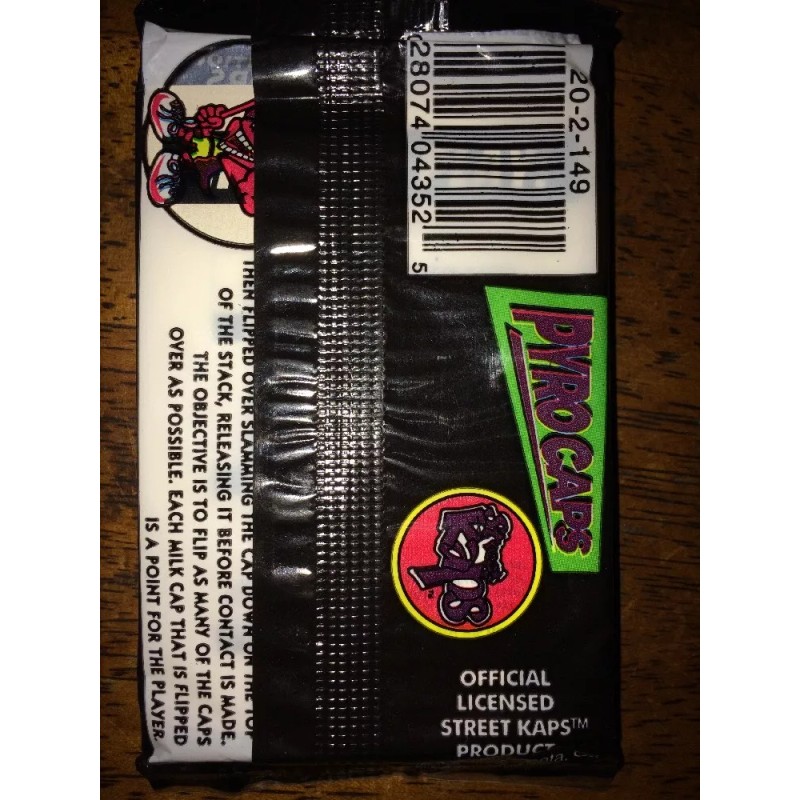 20-2-149
28074 04352 5
PYRO CAPS
Kaps
OFFICIAL
LICENSED
STREET KAPS™
PRODUCT
THEN FLIPPED OVER SLAMMING THE CAP DOWN ON THE TOP
OF THE STACK, RELEASING IT BEFORE CONTACT IS MADE.
THE OBJECTIVE IS TO FLIP AS MANY OF THE CAPS
OVER AS POSSIBLE. EACH MILK CAP THAT IS FLIPPED
IS A POINT FOR THE PLAYER.